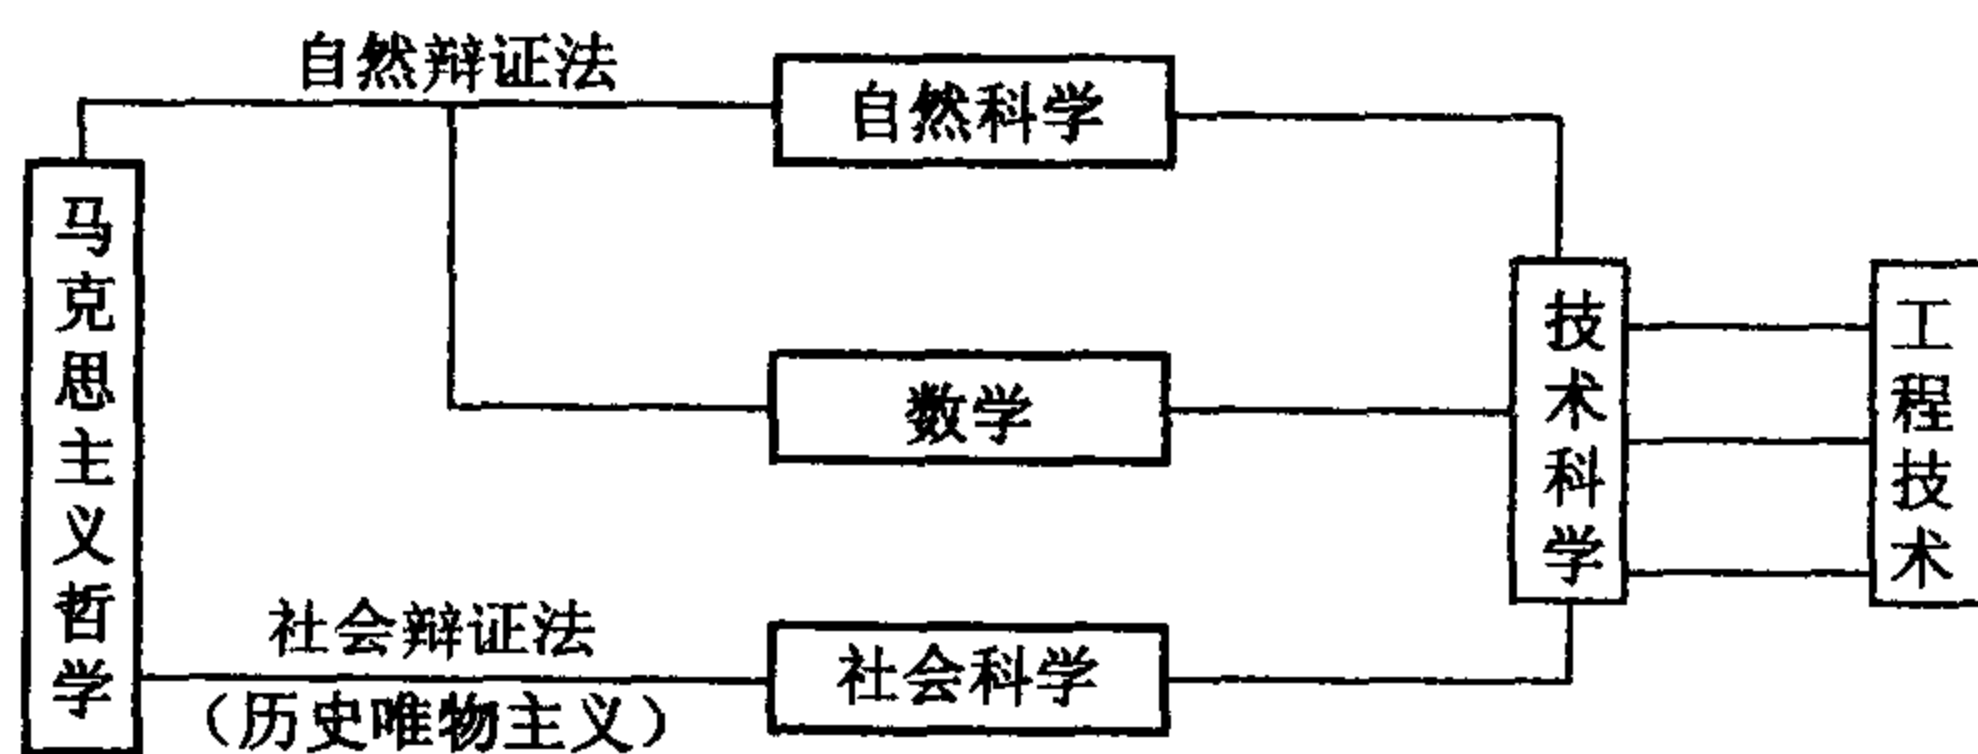 自然辩证法
自然科学
马克思主义哲学
数学
技术科学
工程技术
社会辩证法
（历史唯物主义）
社会科学